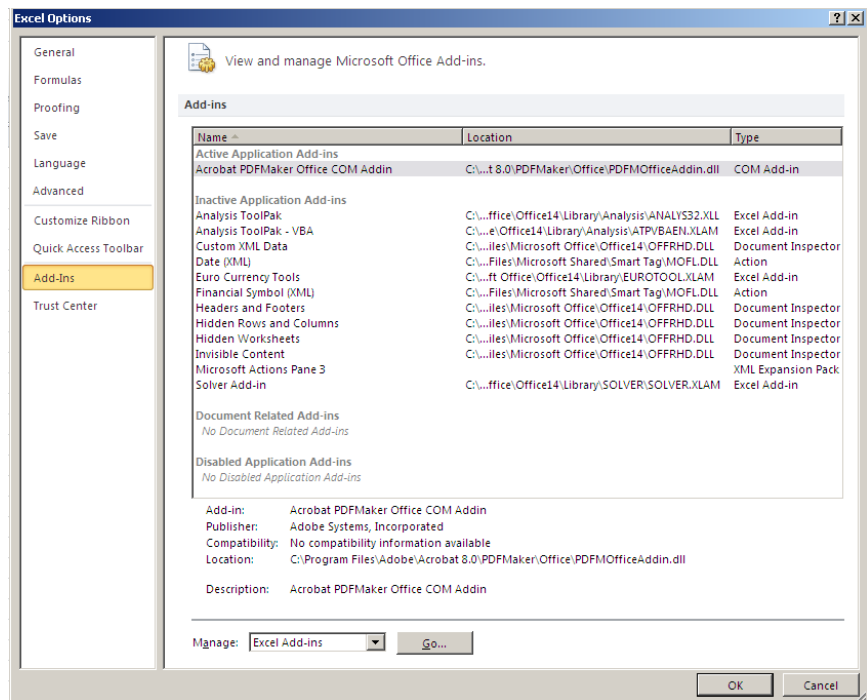 Excel Options
General
Formulas
Proofing
Save
Language
Advanced
Customize Ribbon
Quick Access Toolbar
Add-Ins
Trust Center
View and manage Microsoft Office Add-ins.
Add-ins
Name Location Type
Active Application Add-ins
Acrobat PDFMaker Office COM Addin C:\...t 8.0\PDFMaker\Office\PDFMOfficeAddin.dll COM Add-in
Inactive Application Add-ins
Analysis ToolPak C:\...ffice\Office14\Library\Analysis\ANALYS32.XLL Excel Add-in
Analysis ToolPak - VBA C:\...e\Office14\Library\Analysis\ATPVBAEN.XLAM Excel Add-in
Custom XML Data C:\...iles\Microsoft Office\Office14\OFFRHD.DLL Document Inspector
Date (XML) C:\...Files\Microsoft Shared\Smart Tag\MOFL.DLL Action
Euro Currency Tools C:\...ft Office\Office14\Library\EUROTOOL.XLAM Excel Add-in
Financial Symbol (XML) C:\...Files\Microsoft Shared\Smart Tag\MOFL.DLL Action
Headers and Footers C:\...iles\Microsoft Office\Office14\OFFRHD.DLL Document Inspector
Hidden Rows and Columns C:\...iles\Microsoft Office\Office14\OFFRHD.DLL Document Inspector
Hidden Worksheets C:\...iles\Microsoft Office\Office14\OFFRHD.DLL Document Inspector
Invisible Content C:\...iles\Microsoft Office\Office14\OFFRHD.DLL Document Inspector
Microsoft Actions Pane 3 XML Expansion Pack
Solver Add-in C:\...ffice\Office14\Library\SOLVER\SOLVER.XLAM Excel Add-in
Document Related Add-ins
No Document Related Add-ins
Disabled Application Add-ins
No Disabled Application Add-ins
Add-in: Acrobat PDFMaker Office COM Addin
Publisher: Adobe Systems, Incorporated
Compatibility: No compatibility information available
Location: C:\Program Files\Adobe\Acrobat 8.0\PDFMaker\Office\PDFMOfficeAddin.dll
Description: Acrobat PDFMaker Office COM Addin
Manage: Excel Add-ins Go...
OK Cancel